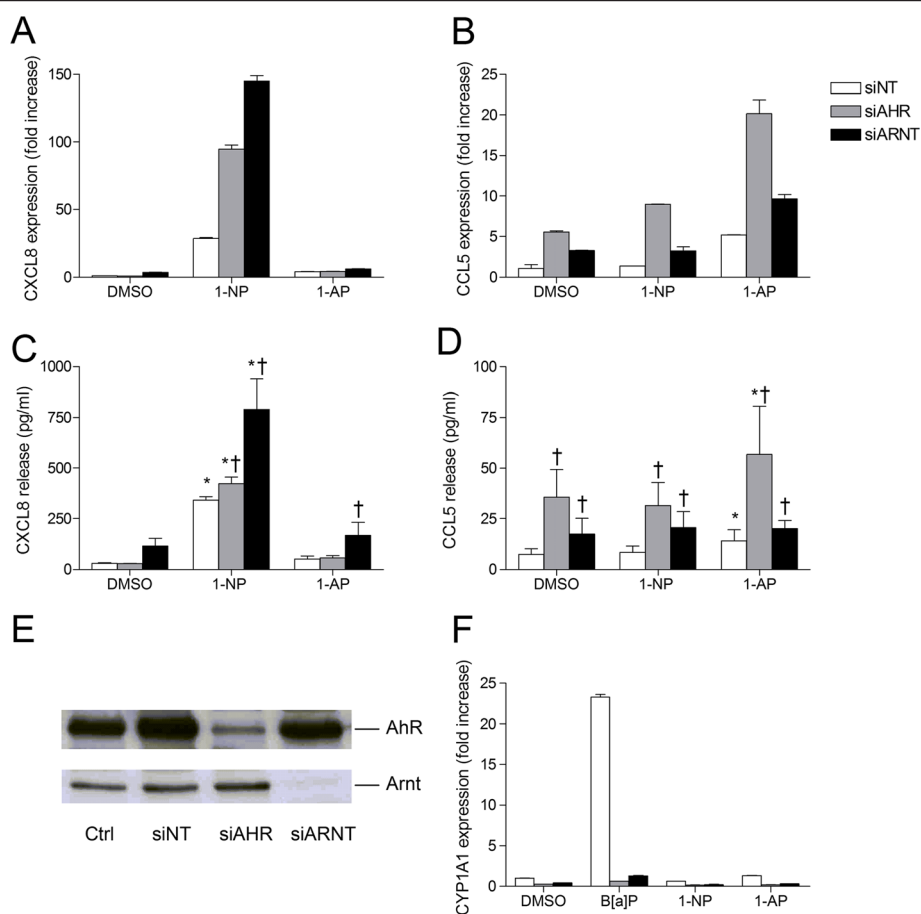 A
CXCL8 expression (fold increase)
150
100
50
0
DMSO 1-NP 1-AP
B
CCL5 expression (fold increase)
25
20
15
10
5
0
DMSO 1-NP 1-AP
siNT
siAHR
siARNT
C
CXCL8 release (pg/ml)
1000
750
500
250
0
* *† *† †
DMSO 1-NP 1-AP
D
CCL5 release (pg/ml)
100
75
50
25
0
† † † † * *† †
DMSO 1-NP 1-AP
E
AhR
Arnt
Ctrl siNT siAHR siARNT
F
CYP1A1 expression (fold increase)
25
20
15
10
5
0
DMSO B[a]P 1-NP 1-AP